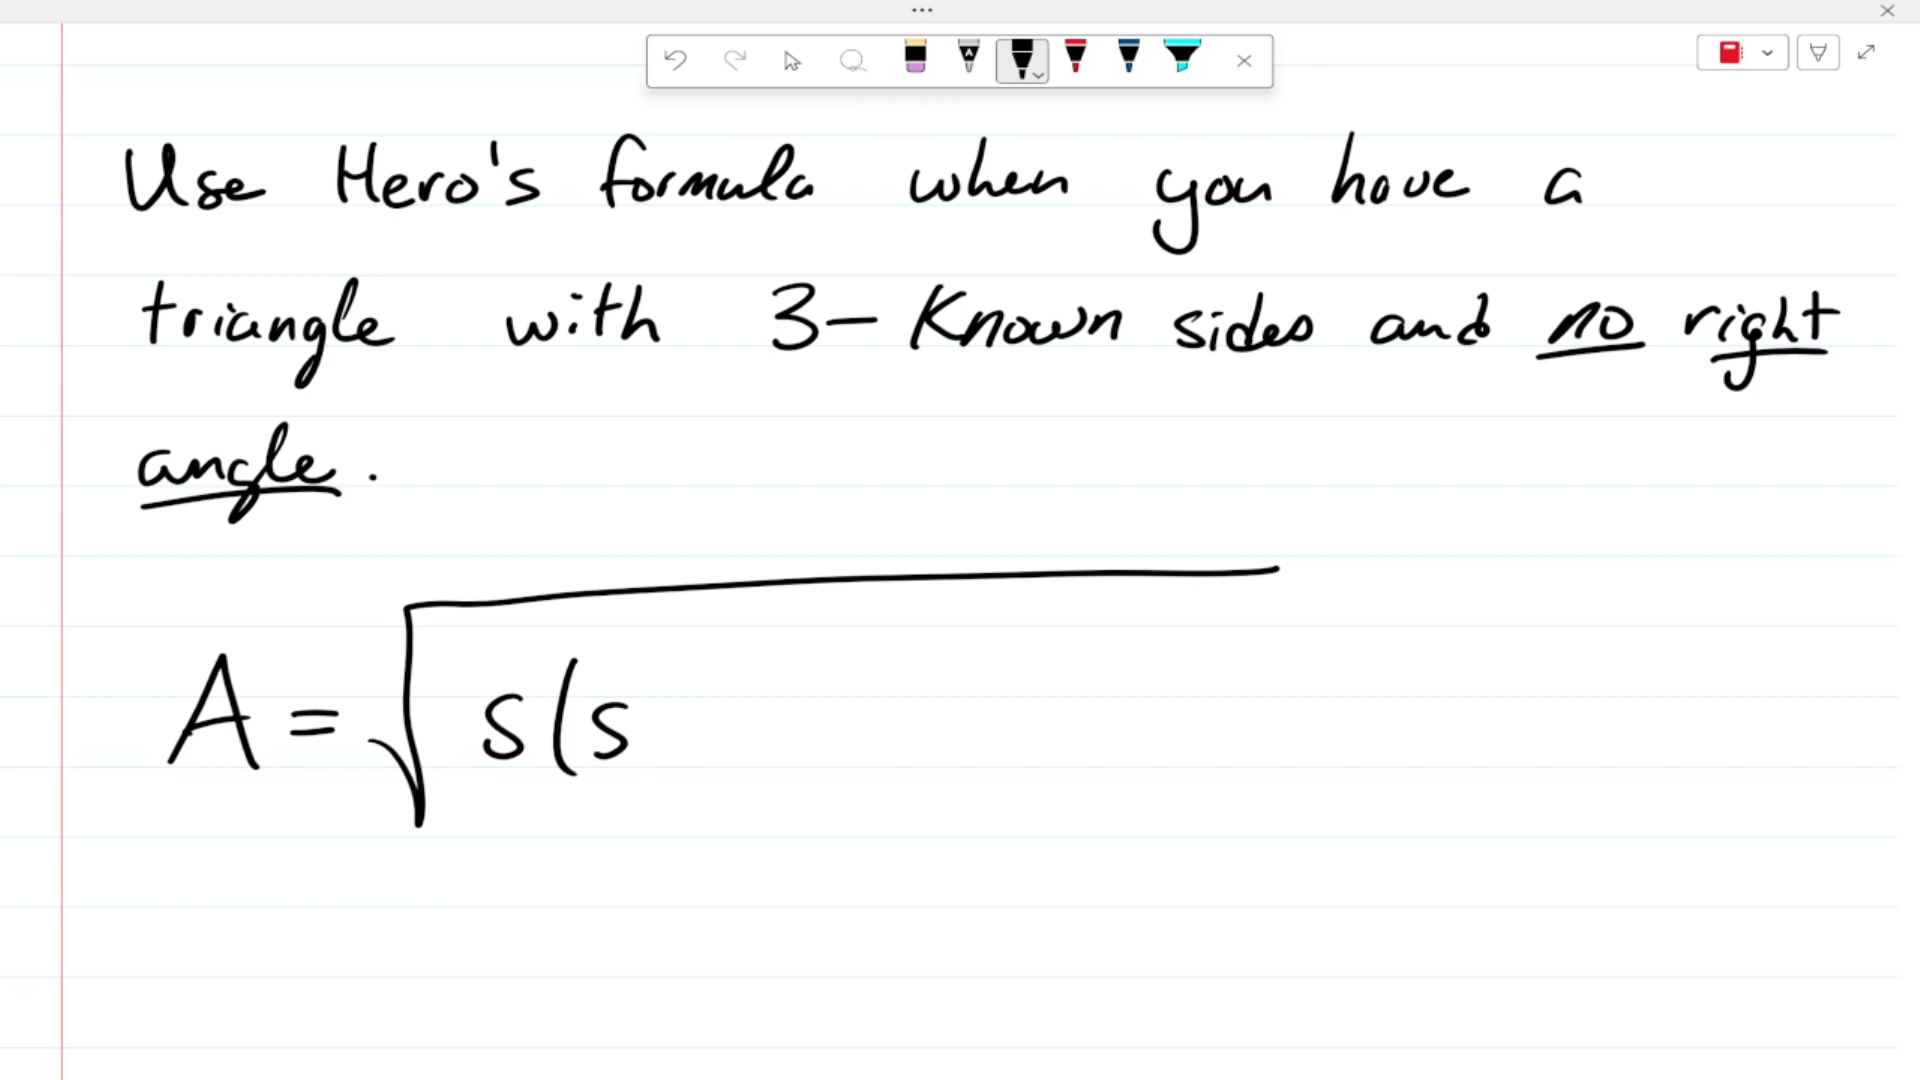 Use Hero's formula when you have a
triangle with 3- Known sides and no right
angle.
A = √ s(s